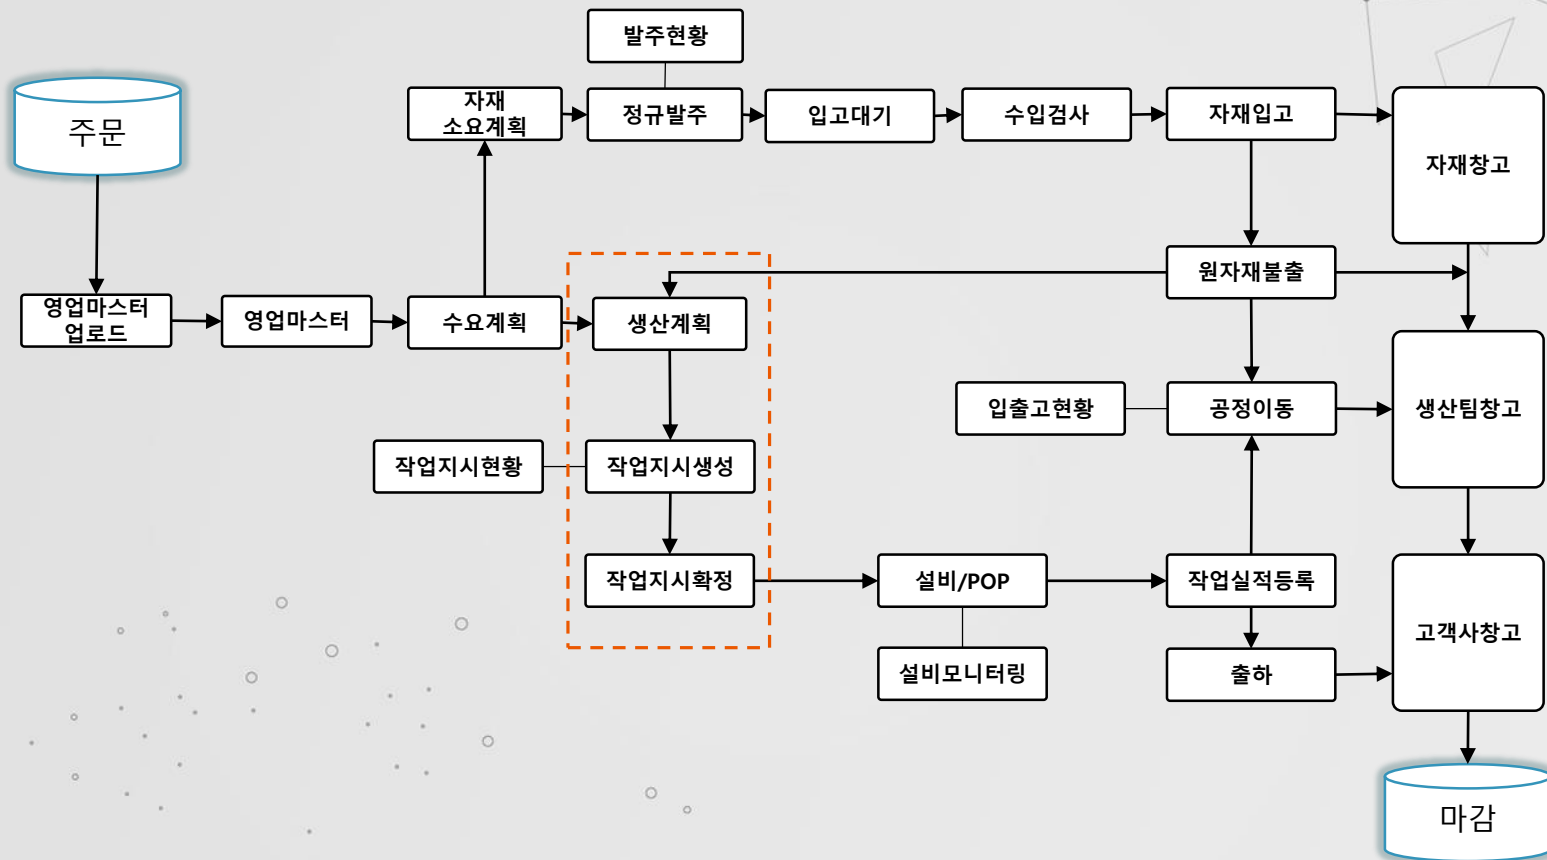 발주현황
주문
자재
소요계획
정규발주
입고대기
수입검사
자재입고
자재창고
원자재불출
영업마스터
업로드
영업마스터
수요계획
생산계획
입출고현황
공정이동
생산팀창고
작업지시현황
작업지시생성
작업지시확정
설비/POP
작업실적등록
고객사창고
설비모니터링
출하
마감